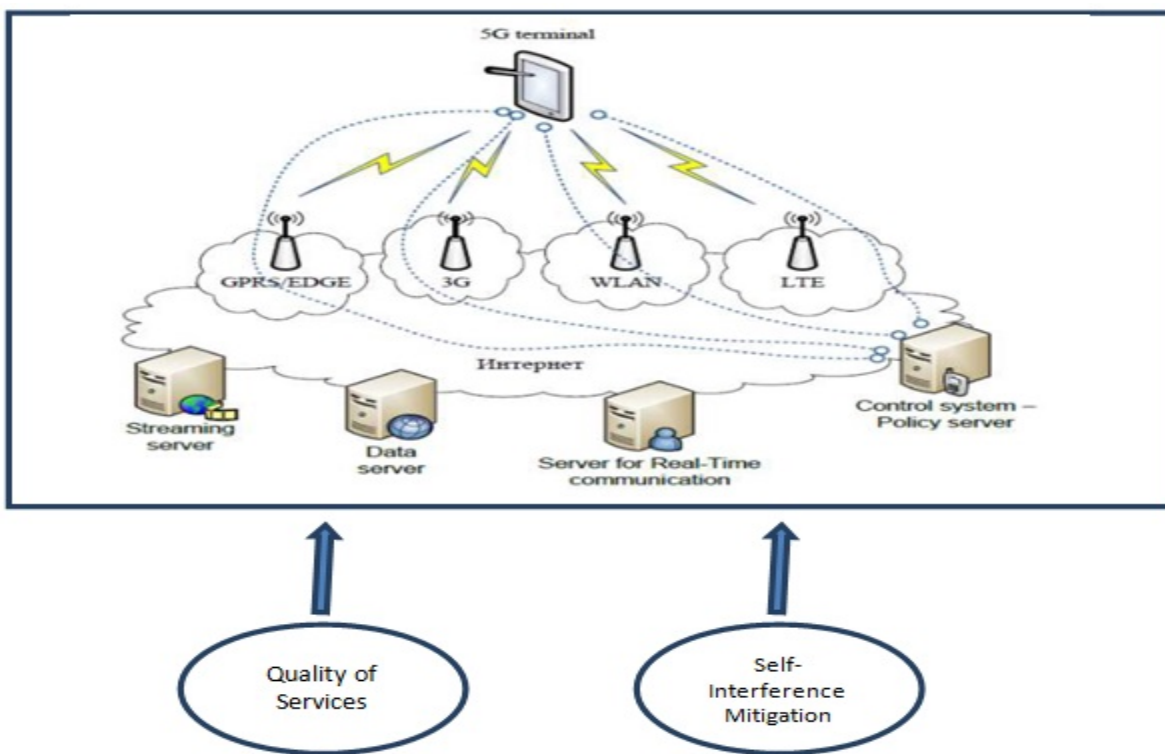 5G terminal
GPRS/EDGE
3G
WLAN
LTE
Интернет
Streaming
server
Data
server
Server for Real-Time
communication
Control system –
Policy server
Quality of
Services
Self-
Interference
Mitigation